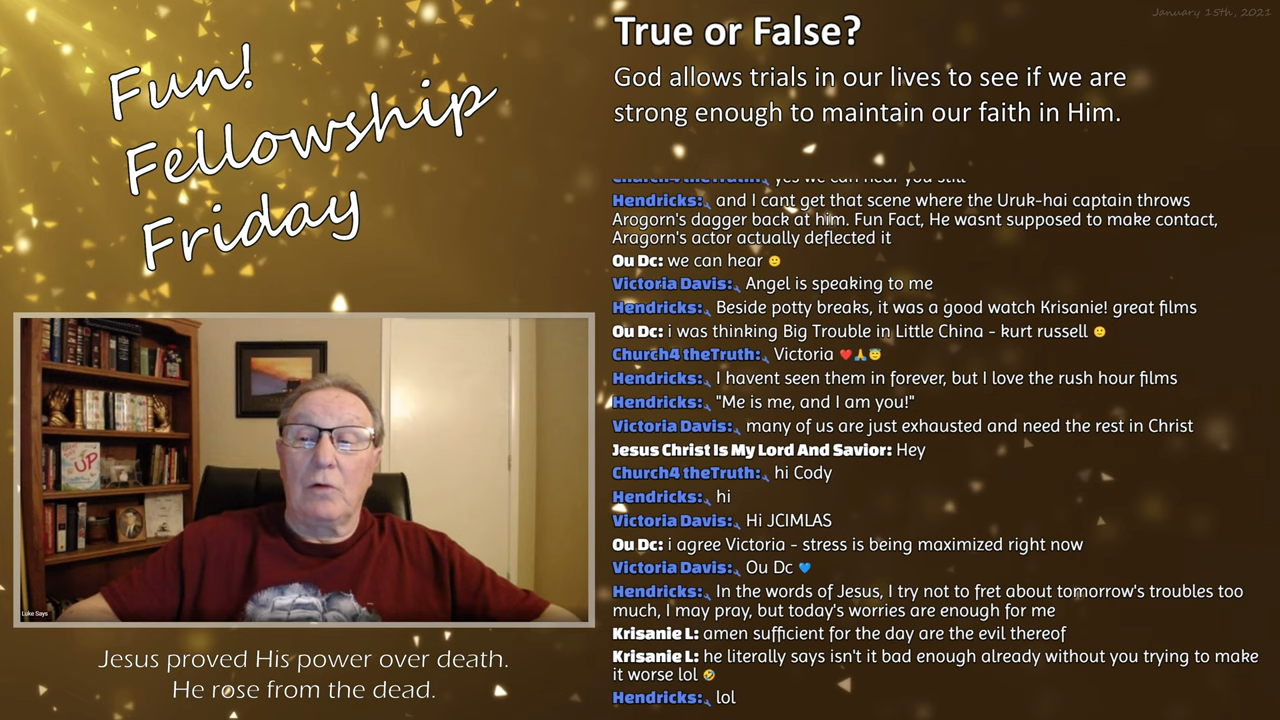 January 15th, 2021
Fun!
Fellowship
Friday
True or False?
God allows trials in our lives to see if we are
strong enough to maintain our faith in Him.
Church4 theTruth: yes we can hear you still
Hendricks: and I cant get that scene where the Uruk-hai captain throws
Arogorn's dagger back at him. Fun Fact, He wasnt supposed to make contact,
Aragorn's actor actually deflected it
Ou Dc: we can hear 🙂
Victoria Davis: Angel is speaking to me
Hendricks: Beside potty breaks, it was a good watch Krisanie! great films
Ou Dc: i was thinking Big Trouble in Little China - kurt russell 🙂
Church4 theTruth: Victoria ❤️🙏😇
Hendricks: I havent seen them in forever, but I love the rush hour films
Hendricks: "Me is me, and I am you!"
Victoria Davis: many of us are just exhausted and need the rest in Christ
Jesus Christ Is My Lord And Savior: Hey
Church4 theTruth: hi Cody
Hendricks: hi
Victoria Davis: Hi JCIMLAS
Ou Dc: i agree Victoria - stress is being maximized right now
Victoria Davis: Ou Dc 💙
Hendricks: In the words of Jesus, I try not to fret about tomorrow's troubles too
much, I may pray, but today's worries are enough for me
Krisanie L: amen sufficient for the day are the evil thereof
Krisanie L: he literally says isn't it bad enough already without you trying to make
it worse lol 🤣
Hendricks: lol
UP
Luke Says
Jesus proved His power over death.
He rose from the dead.